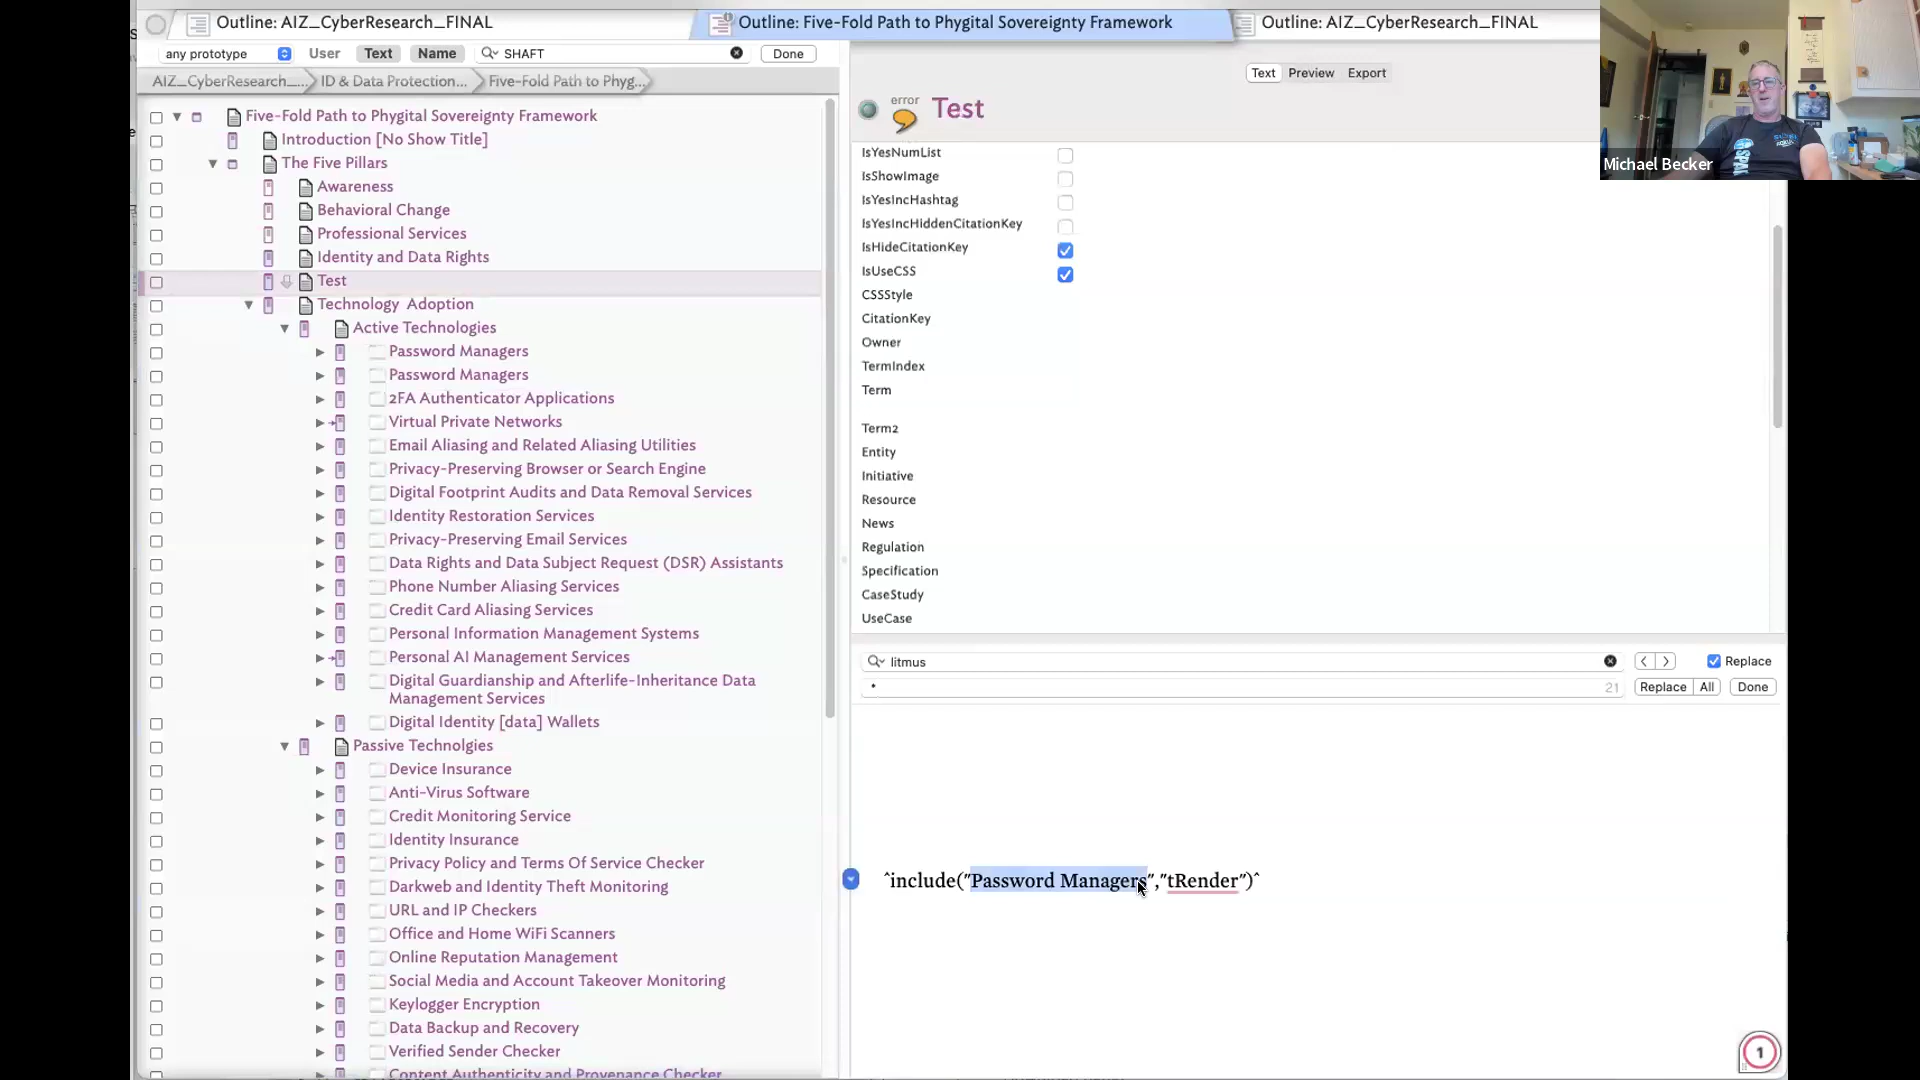 Outline: AIZ_CyberResearch_FINAL
Outline: Five-Fold Path to Phygital Sovereignty Framework
Outline: AIZ_CyberResearch_FINAL
any prototype
User
Text
Name
SHAFT
Done
AIZ_CyberResearch_...
ID & Data Protection...
Five-Fold Path to Phyg...
Five-Fold Path to Phygital Sovereignty Framework
Introduction [No Show Title]
The Five Pillars
Awareness
Behavioral Change
Professional Services
Identity and Data Rights
Test
Technology Adoption
Active Technologies
Password Managers
Password Managers
2FA Authenticator Applications
Virtual Private Networks
Email Aliasing and Related Aliasing Utilities
Privacy-Preserving Browser or Search Engine
Digital Footprint Audits and Data Removal Services
Identity Restoration Services
Privacy-Preserving Email Services
Data Rights and Data Subject Request (DSR) Assistants
Phone Number Aliasing Services
Credit Card Aliasing Services
Personal Information Management Systems
Personal AI Management Services
Digital Guardianship and Afterlife-Inheritance Data
Management Services
Digital Identity [data] Wallets
Passive Technolgies
Device Insurance
Anti-Virus Software
Credit Monitoring Service
Identity Insurance
Privacy Policy and Terms Of Service Checker
Darkweb and Identity Theft Monitoring
URL and IP Checkers
Office and Home WiFi Scanners
Online Reputation Management
Social Media and Account Takeover Monitoring
Keylogger Encryption
Data Backup and Recovery
Verified Sender Checker
Content Authenticity and Provenance Checker
Text
Preview
Export
error
Test
IsYesNumList
IsShowImage
IsYesIncHashtag
IsYesIncHiddenCitationKey
IsHideCitationKey
IsUseCSS
CSSStyle
CitationKey
Owner
TermIndex
Term
Term2
Entity
Initiative
Resource
News
Regulation
Specification
CaseStudy
UseCase
litmus
Replace
21
Replace
All
Done
^include("Password Managers","tRender")^
1
Michael Becker